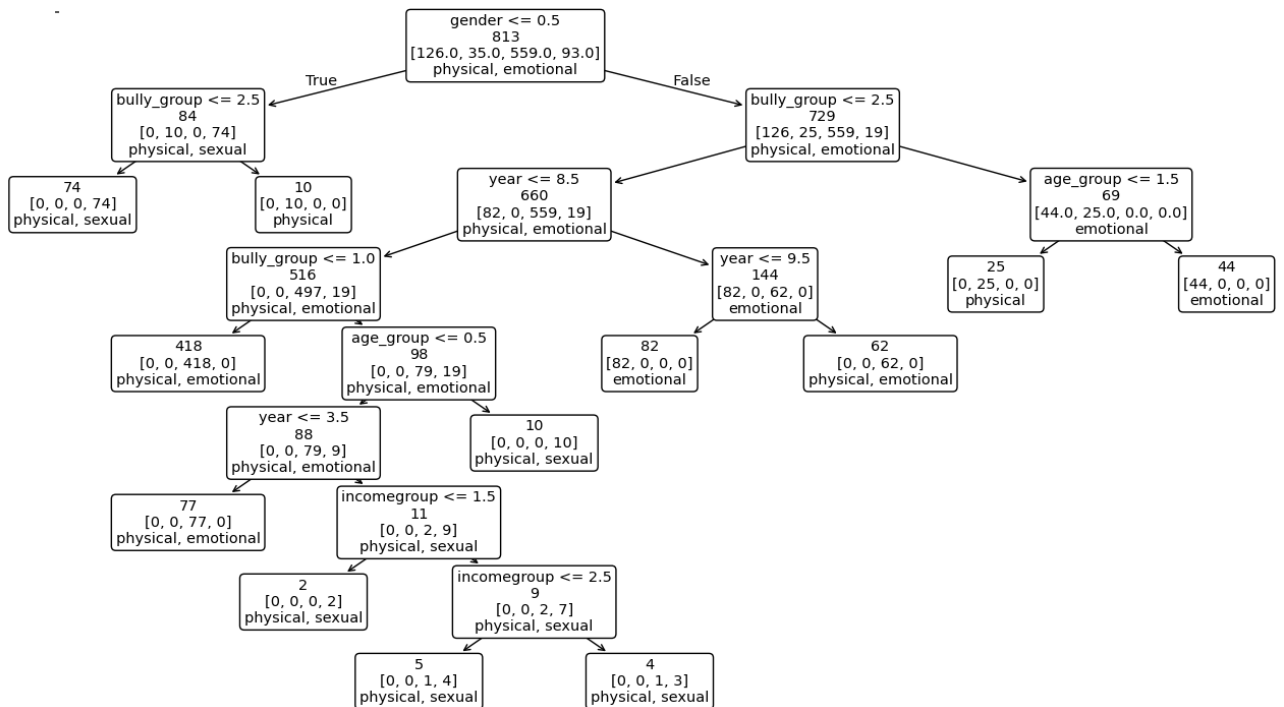 -
gender <= 0.5
813
[126.0, 35.0, 559.0, 93.0]
physical, emotional
True
False
bully_group <= 2.5
84
[0, 10, 0, 74]
physical, sexual
bully_group <= 2.5
729
[126, 25, 559, 19]
physical, emotional
74
[0, 0, 0, 74]
physical, sexual
10
[0, 10, 0, 0]
physical
year <= 8.5
660
[82, 0, 559, 19]
physical, emotional
age_group <= 1.5
69
[44.0, 25.0, 0.0, 0.0]
emotional
bully_group <= 1.0
516
[0, 0, 497, 19]
physical, emotional
year <= 9.5
144
[82, 0, 62, 0]
emotional
25
[0, 25, 0, 0]
physical
44
[44, 0, 0, 0]
emotional
418
[0, 0, 418, 0]
physical, emotional
age_group <= 0.5
98
[0, 0, 79, 19]
physical, emotional
82
[82, 0, 0, 0]
emotional
62
[0, 0, 62, 0]
physical, emotional
year <= 3.5
88
[0, 0, 79, 9]
physical, emotional
10
[0, 0, 0, 10]
physical, sexual
77
[0, 0, 77, 0]
physical, emotional
incomegroup <= 1.5
11
[0, 0, 2, 9]
physical, sexual
2
[0, 0, 0, 2]
physical, sexual
incomegroup <= 2.5
9
[0, 0, 2, 7]
physical, sexual
5
[0, 0, 1, 4]
physical, sexual
4
[0, 0, 1, 3]
physical, sexual